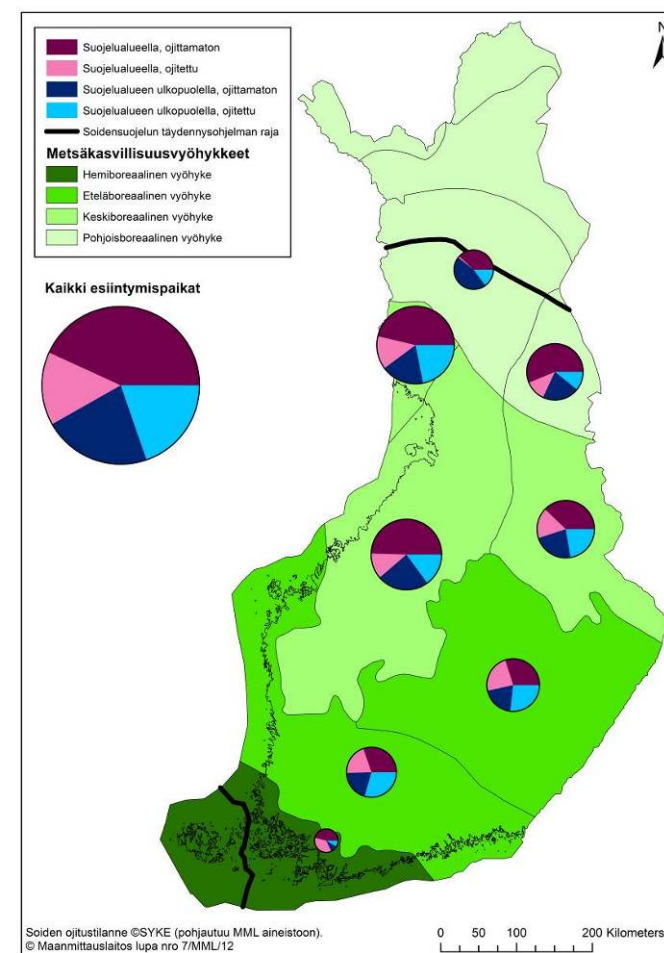 Suojelualueella, ojittamaton
Suojelualueella, ojitettu
Suojelualueen ulkopuolella, ojittamaton
Suojelualueen ulkopuolella, ojitettu
Soidensuojelun täydennysohjelman raja
Metsäkasvillisuusvyöhykkeet
Hemiboreaalinen vyöhyke
Eteläboreaalinen vyöhyke
Keskiboreaalinen vyöhyke
Pohjoisboreaalinen vyöhyke
N
Kaikki esiintymispaikat
Soiden ojitustilanne ©SYKE (pohjautuu MML aineistoon).
© Maanmittauslaitos lupa nro 7/MML/12
0 50 100 200 Kilometers